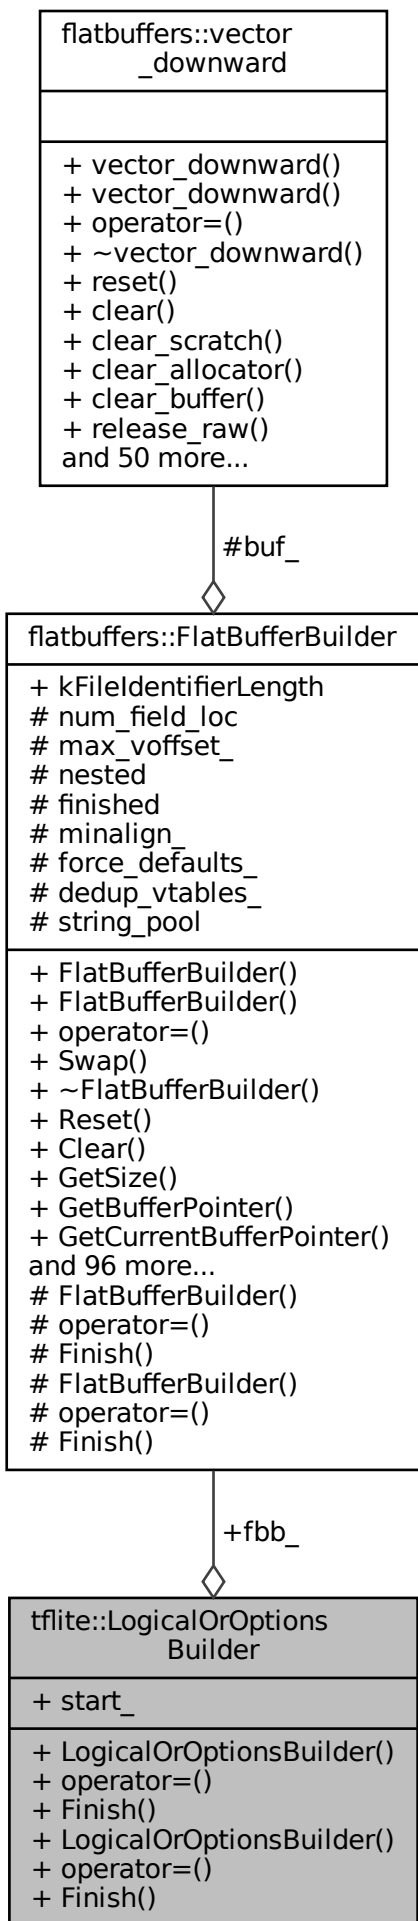 flatbuffers::vector
_downward
+ vector_downward()
+ vector_downward()
+ operator=()
+ ~vector_downward()
+ reset()
+ clear()
+ clear_scratch()
+ clear_allocator()
+ clear_buffer()
+ release_raw()
and 50 more...
#buf_
flatbuffers::FlatBufferBuilder
+ kFileIdentifierLength
# num_field_loc
# max_voffset_
# nested
# finished
# minalign_
# force_defaults_
# dedup_vtables_
# string_pool
+ FlatBufferBuilder()
+ FlatBufferBuilder()
+ operator=()
+ Swap()
+ ~FlatBufferBuilder()
+ Reset()
+ Clear()
+ GetSize()
+ GetBufferPointer()
+ GetCurrentBufferPointer()
and 96 more...
# FlatBufferBuilder()
# operator=()
# Finish()
# FlatBufferBuilder()
# operator=()
# Finish()
+fbb_
tflite::LogicalOrOptions
Builder
+ start_
+ LogicalOrOptionsBuilder()
+ operator=()
+ Finish()
+ LogicalOrOptionsBuilder()
+ operator=()
+ Finish()